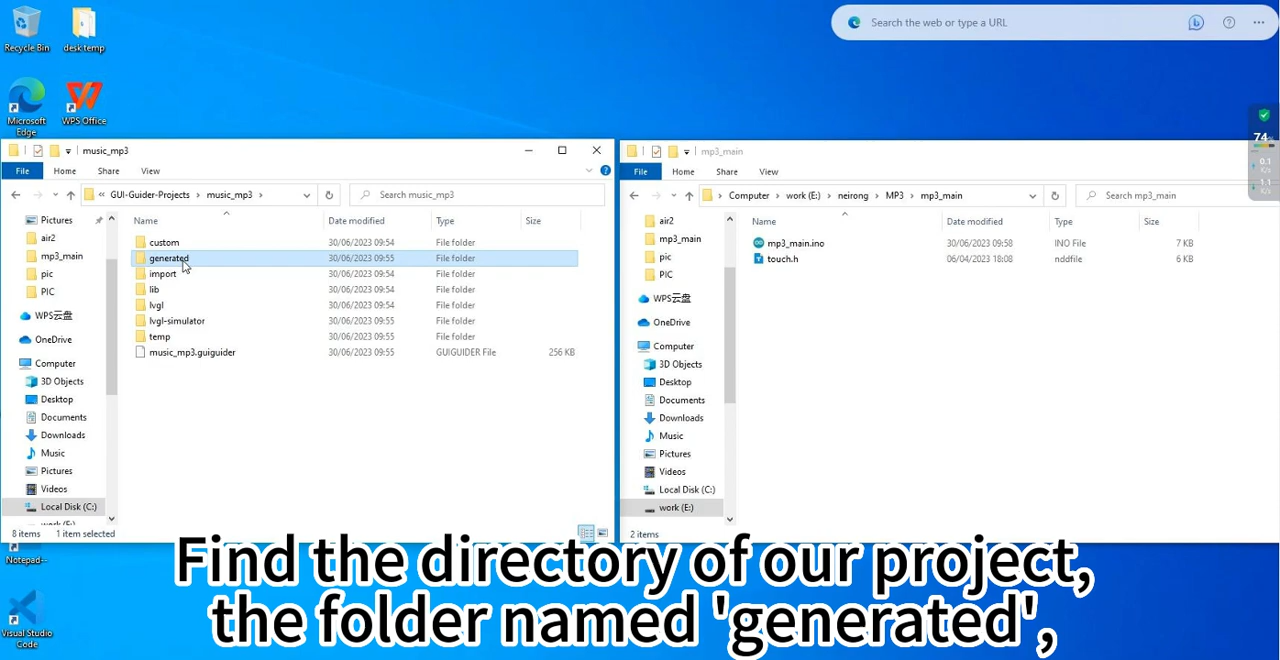 Recycle Bin
desk temp
Microsoft
Edge
WPS Office
Search the web or type a URL
74%
0.1
K/s
1.1
K/s
music_mp3
File
Home
Share
View
« GUI-Guider-Projects > music_mp3 >
Search music_mp3
Pictures
air2
mp3_main
pic
PIC
WPS云盘
OneDrive
Computer
3D Objects
Desktop
Documents
Downloads
Music
Pictures
Videos
Local Disk (C:)
work (E:)
Name Date modified Type Size
custom 30/06/2023 09:54 File folder
generated 30/06/2023 09:55 File folder
import 30/06/2023 09:54 File folder
lib 30/06/2023 09:54 File folder
lvgl 30/06/2023 09:54 File folder
lvgl-simulator 30/06/2023 09:55 File folder
temp 30/06/2023 09:55 File folder
music_mp3.guiguider 30/06/2023 09:55 GUIGUIDER File 256 KB
8 items 1 item selected
mp3_main
File
Home
Share
View
> Computer > work (E:) > neirong > MP3 > mp3_main
Search mp3_main
air2
mp3_main
pic
PIC
WPS云盘
OneDrive
Computer
3D Objects
Desktop
Documents
Downloads
Music
Pictures
Videos
Local Disk (C:)
work (E:)
Name Date modified Type Size
mp3_main.ino 30/06/2023 09:58 INO File 7 KB
touch.h 06/04/2023 18:08 nddfile 6 KB
2 items
Notepad--
Visual Studio
Code
Find the directory of our project,
the folder named 'generated',